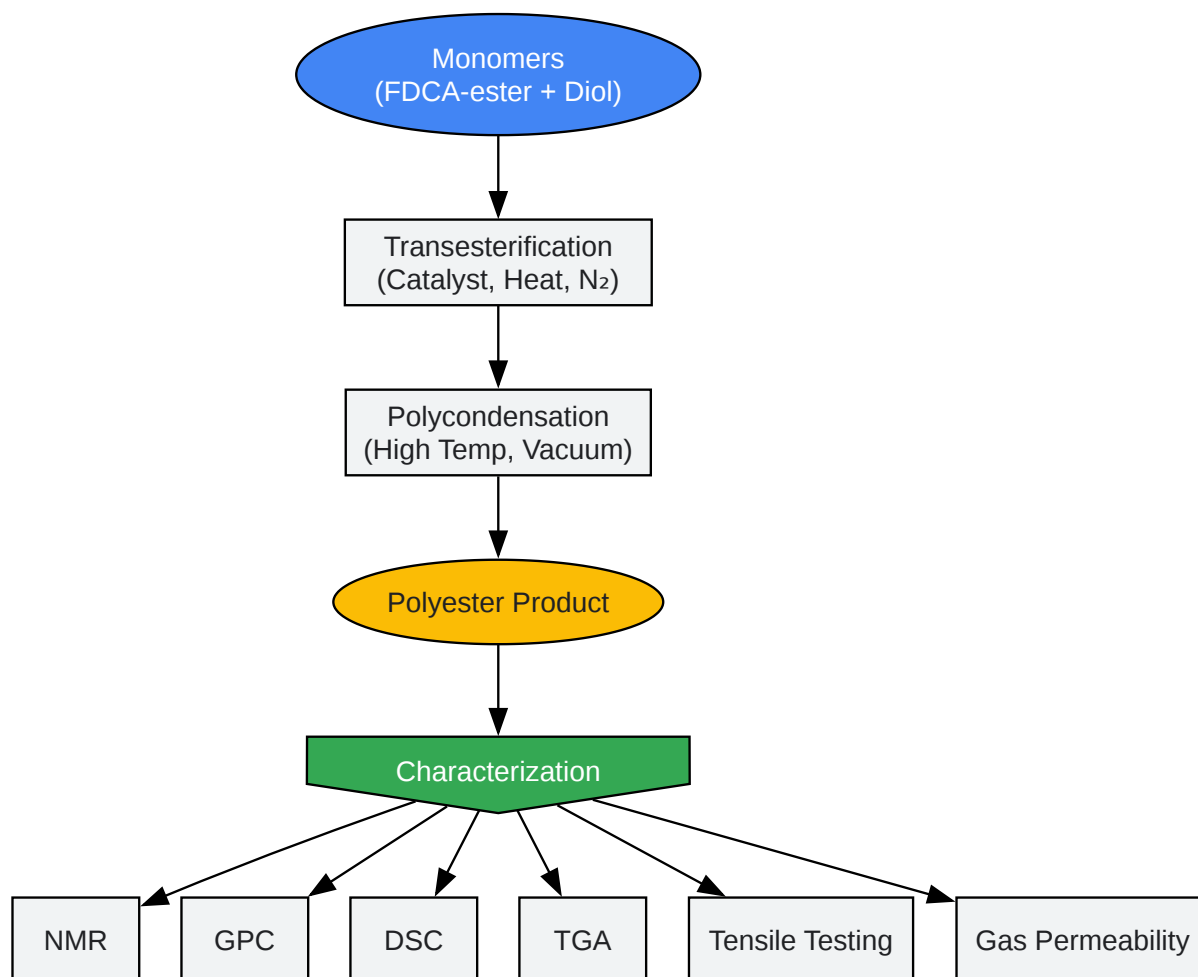 Monomers
(FDCA-ester + Diol)
Transesterification
(Catalyst, Heat, N₂)
Polycondensation
(High Temp, Vacuum)
Polyester Product
Characterization
NMR
GPC
DSC
TGA
Tensile Testing
Gas Permeability